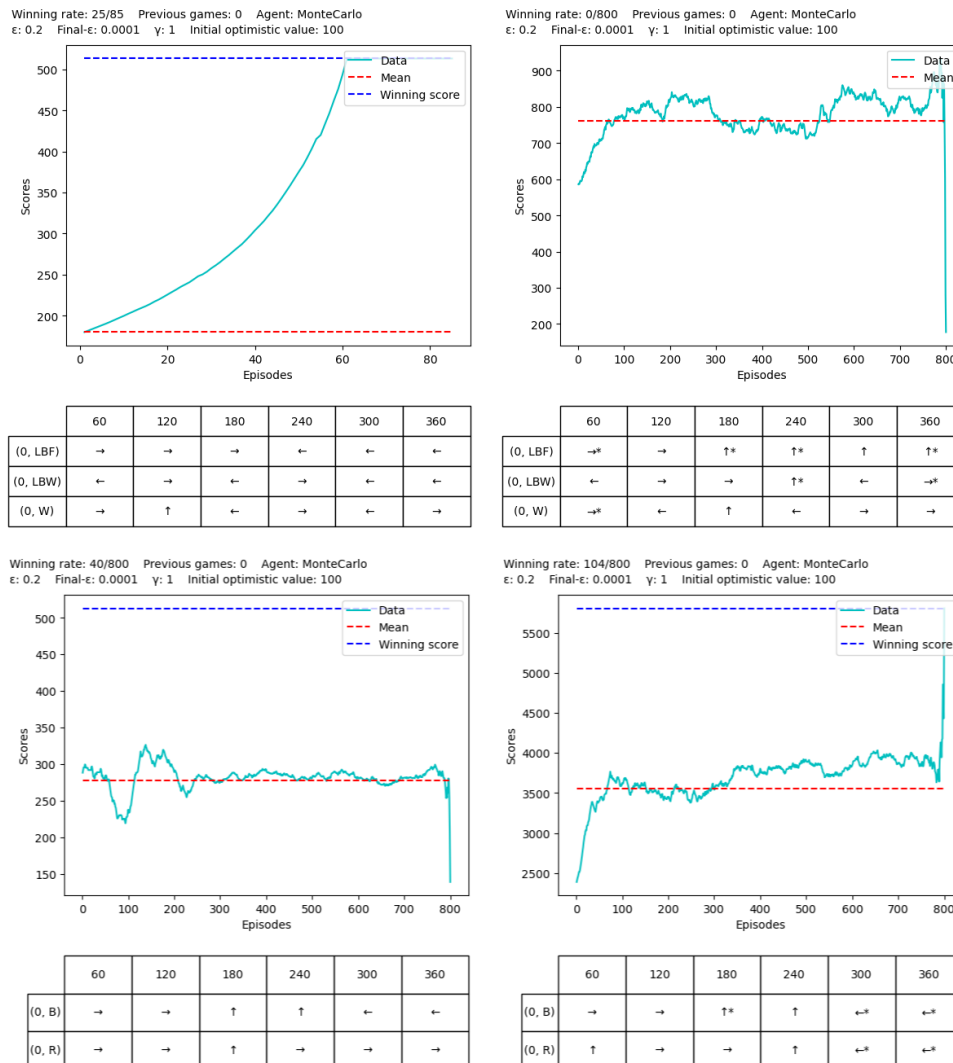 Winning rate: 25/85 Previous games: 0 Agent: MonteCarlo
ε: 0.2 Final-ε: 0.0001 γ: 1 Initial optimistic value: 100
Data
Mean
Winning score
500
450
400
350
300
250
200
Scores
0 20 40 60 80
Episodes
60 120 180 240 300 360
(0, LBF) → → → ← ← ←
(0, LBW) ← → ← → ← ←
(0, W) → ↑ ← → ← →
Winning rate: 0/800 Previous games: 0 Agent: MonteCarlo
ε: 0.2 Final-ε: 0.0001 γ: 1 Initial optimistic value: 100
Data
Mean
900
800
700
600
500
400
300
200
Scores
0 100 200 300 400 500 600 700 800
Episodes
60 120 180 240 300 360
(0, LBF) →* → ↑* ↑* ↑ ↑*
(0, LBW) ← → → ↑* ← →*
(0, W) →* ← ↑ ← → →
Winning rate: 40/800 Previous games: 0 Agent: MonteCarlo
ε: 0.2 Final-ε: 0.0001 γ: 1 Initial optimistic value: 100
Data
Mean
Winning score
500
450
400
350
300
250
200
150
Scores
0 100 200 300 400 500 600 700 800
Episodes
60 120 180 240 300 360
(0, B) → → ↑ ↑ ← ←
(0, R) → → ↑ → → →
Winning rate: 104/800 Previous games: 0 Agent: MonteCarlo
ε: 0.2 Final-ε: 0.0001 γ: 1 Initial optimistic value: 100
Data
Mean
Winning score
5500
5000
4500
4000
3500
3000
2500
Scores
0 100 200 300 400 500 600 700 800
Episodes
60 120 180 240 300 360
(0, B) → → ↑* ↑ ←* ←*
(0, R) ↑ → → ↑ ←* ←*